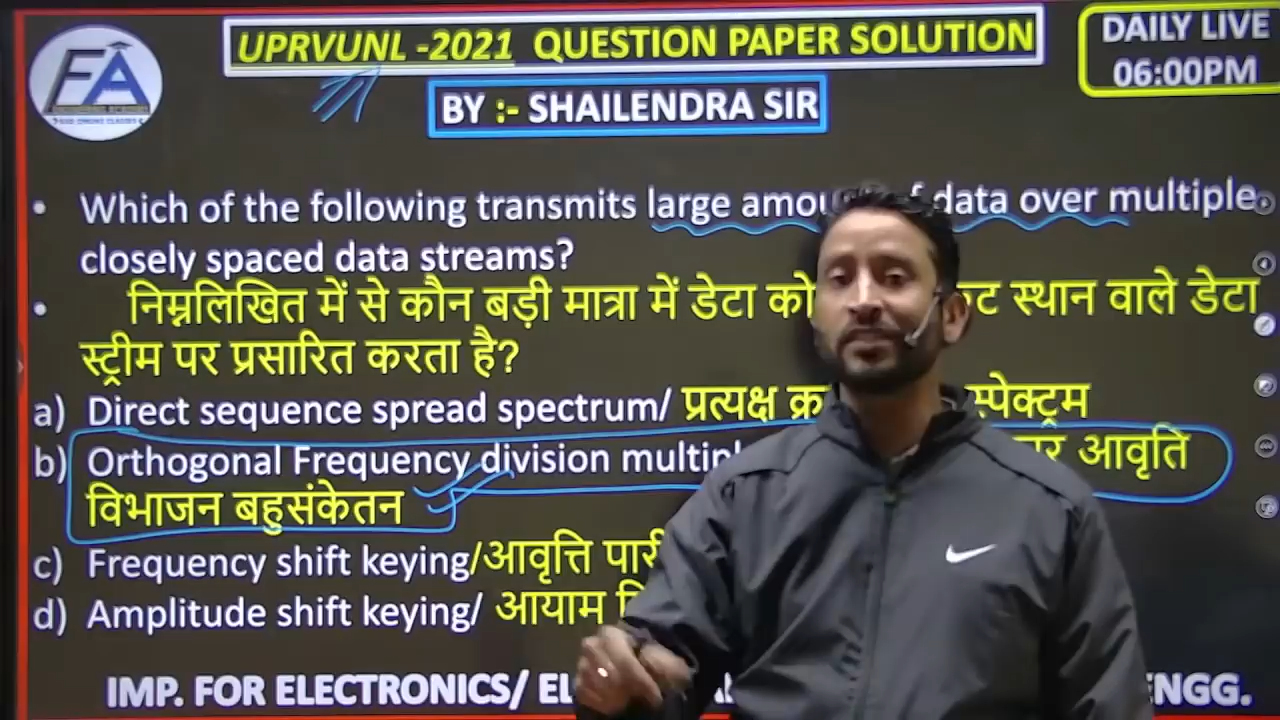 FA
UPRVUNL -2021 QUESTION PAPER SOLUTION
DAILY LIVE
06:00PM
BY :- SHAILENDRA SIR
• Which of the following transmits large data over multiple
closely spaced data streams?
• निम्नलिखित में से कौन बड़ी मात्रा में डेटा को स्थान वाले डेटा
स्ट्रीम पर प्रसारित करता है?
a) Direct sequence spread spectrum/ प्रत्यक्ष स्पेक्ट्रम
b) Orthogonal Frequency division आवृति
विभाजन बहुसंकेतन
c) Frequency shift keying/आवृत्ति
d) Amplitude shift keying/ आयाम
IMP. FOR ELECTRONICS/ ENGG.